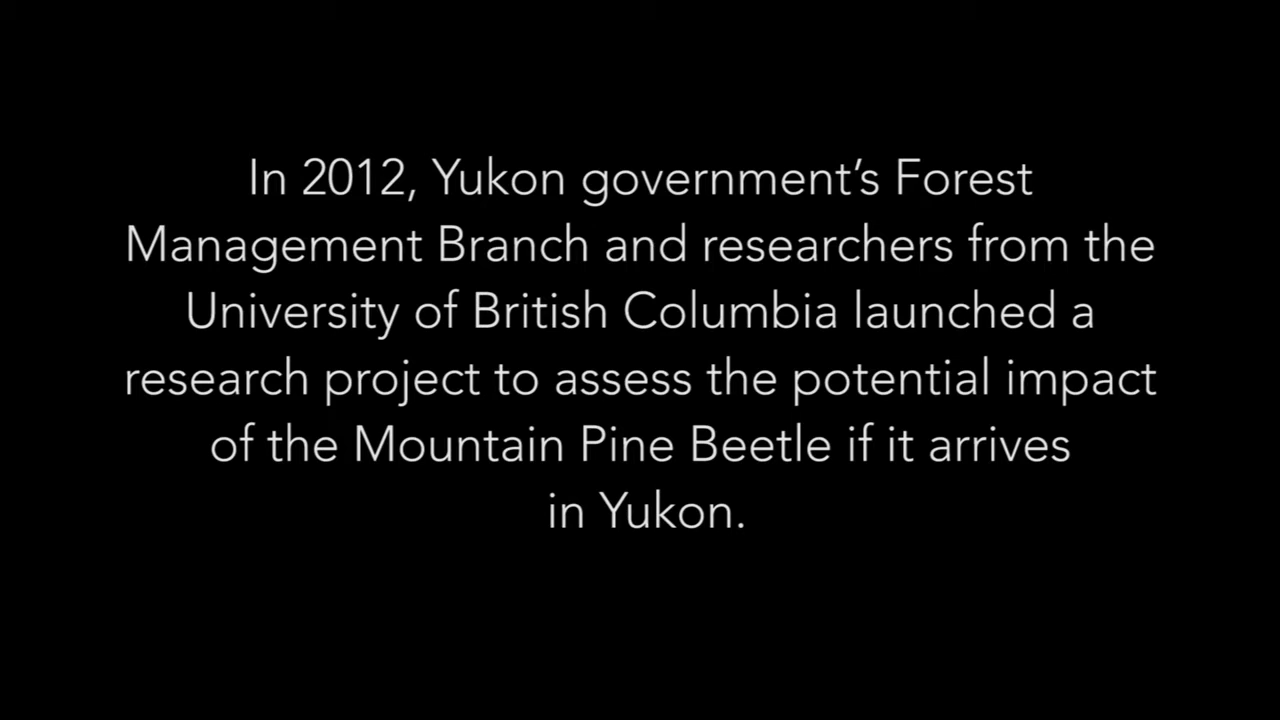 In 2012, Yukon government’s Forest
Management Branch and researchers from the
University of British Columbia launched a
research project to assess the potential impact
of the Mountain Pine Beetle if it arrives
in Yukon.